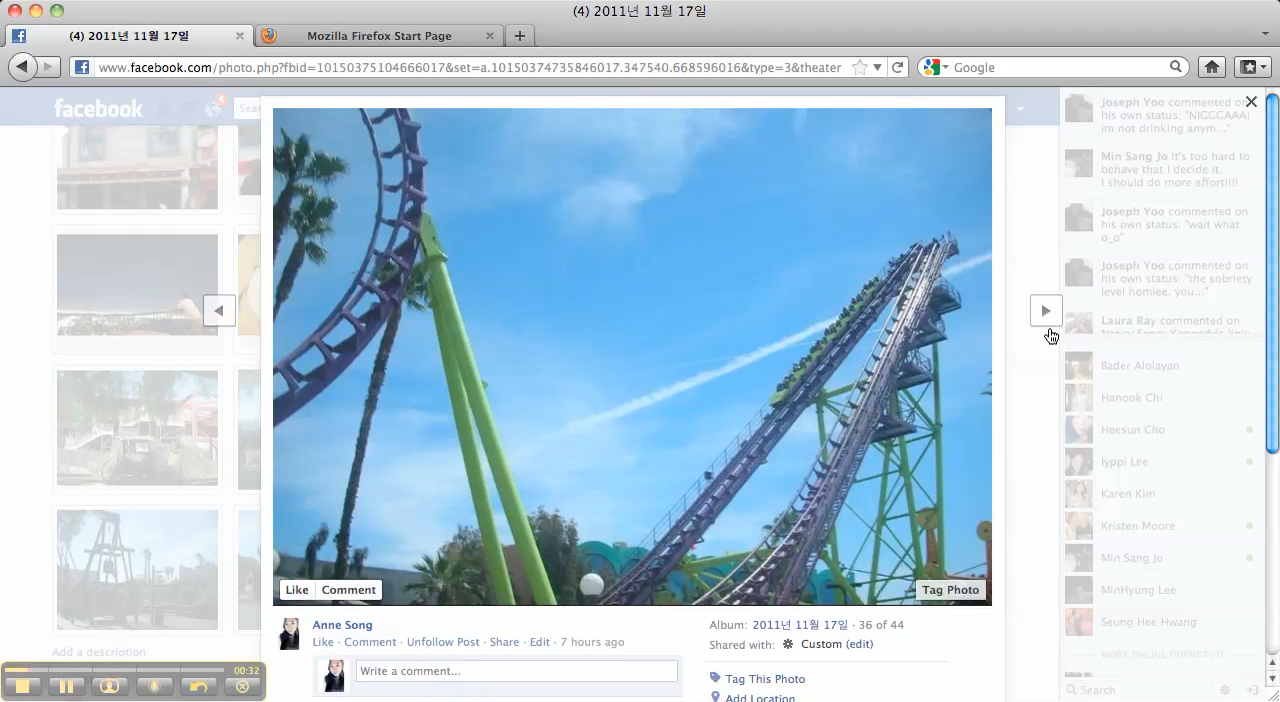 (4) 2011년 11월 17일
(4) 2011년 11월 17일
Mozilla Firefox Start Page
www.facebook.com/photo.php?fbid=10150375104666017&set=a.10150374735846017.347540.668596016&type=3&theater
Google
facebook
4
Sea
Joseph Yoo commented on
his own status: "NIGGGAAA!
im not drinking anym..."
Min Sang Jo It's too hard to
behave that I decide it.
I should do more effort!!!!
Joseph Yoo commented on
his own status: "wait what
o_o"
Joseph Yoo commented on
his own status: "the sobriety
level homiee. you..."
Laura Ray commented on
Bader Alolayan
Hanook Chi
Heesun Cho
Iyppi Lee
Karen Kim
Kristen Moore
Min Sang Jo
MinHyung Lee
Seung Hee Hwang
MORE ONLINE FRIENDS (7)
Search
Like
Comment
Tag Photo
Anne Song
Like · Comment · Unfollow Post · Share · Edit · 7 hours ago
Write a comment...
Album: 2011년 11월 17일 · 36 of 44
Shared with: Custom (edit)
Tag This Photo
Add Location
Add a description
00:32